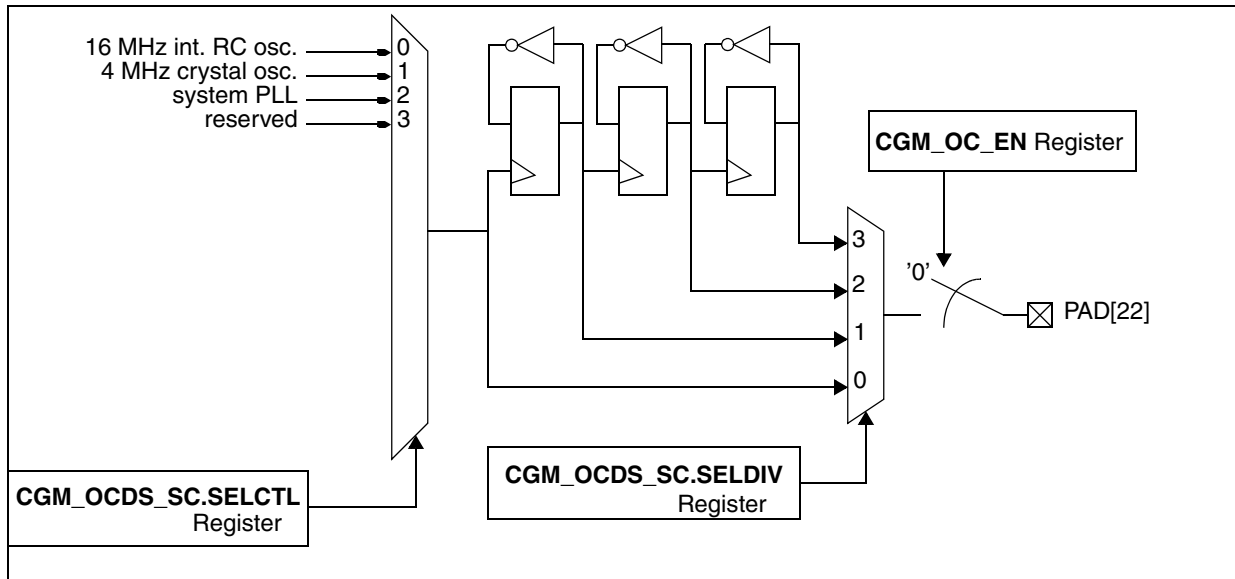 16 MHz int. RC osc.
4 MHz crystal osc.
system PLL
reserved
0
1
2
3
CGM_OC_EN Register
3
2
1
0
'0'
PAD[22]
CGM_OCDS_SC.SELCTL
Register
CGM_OCDS_SC.SELDIV
Register